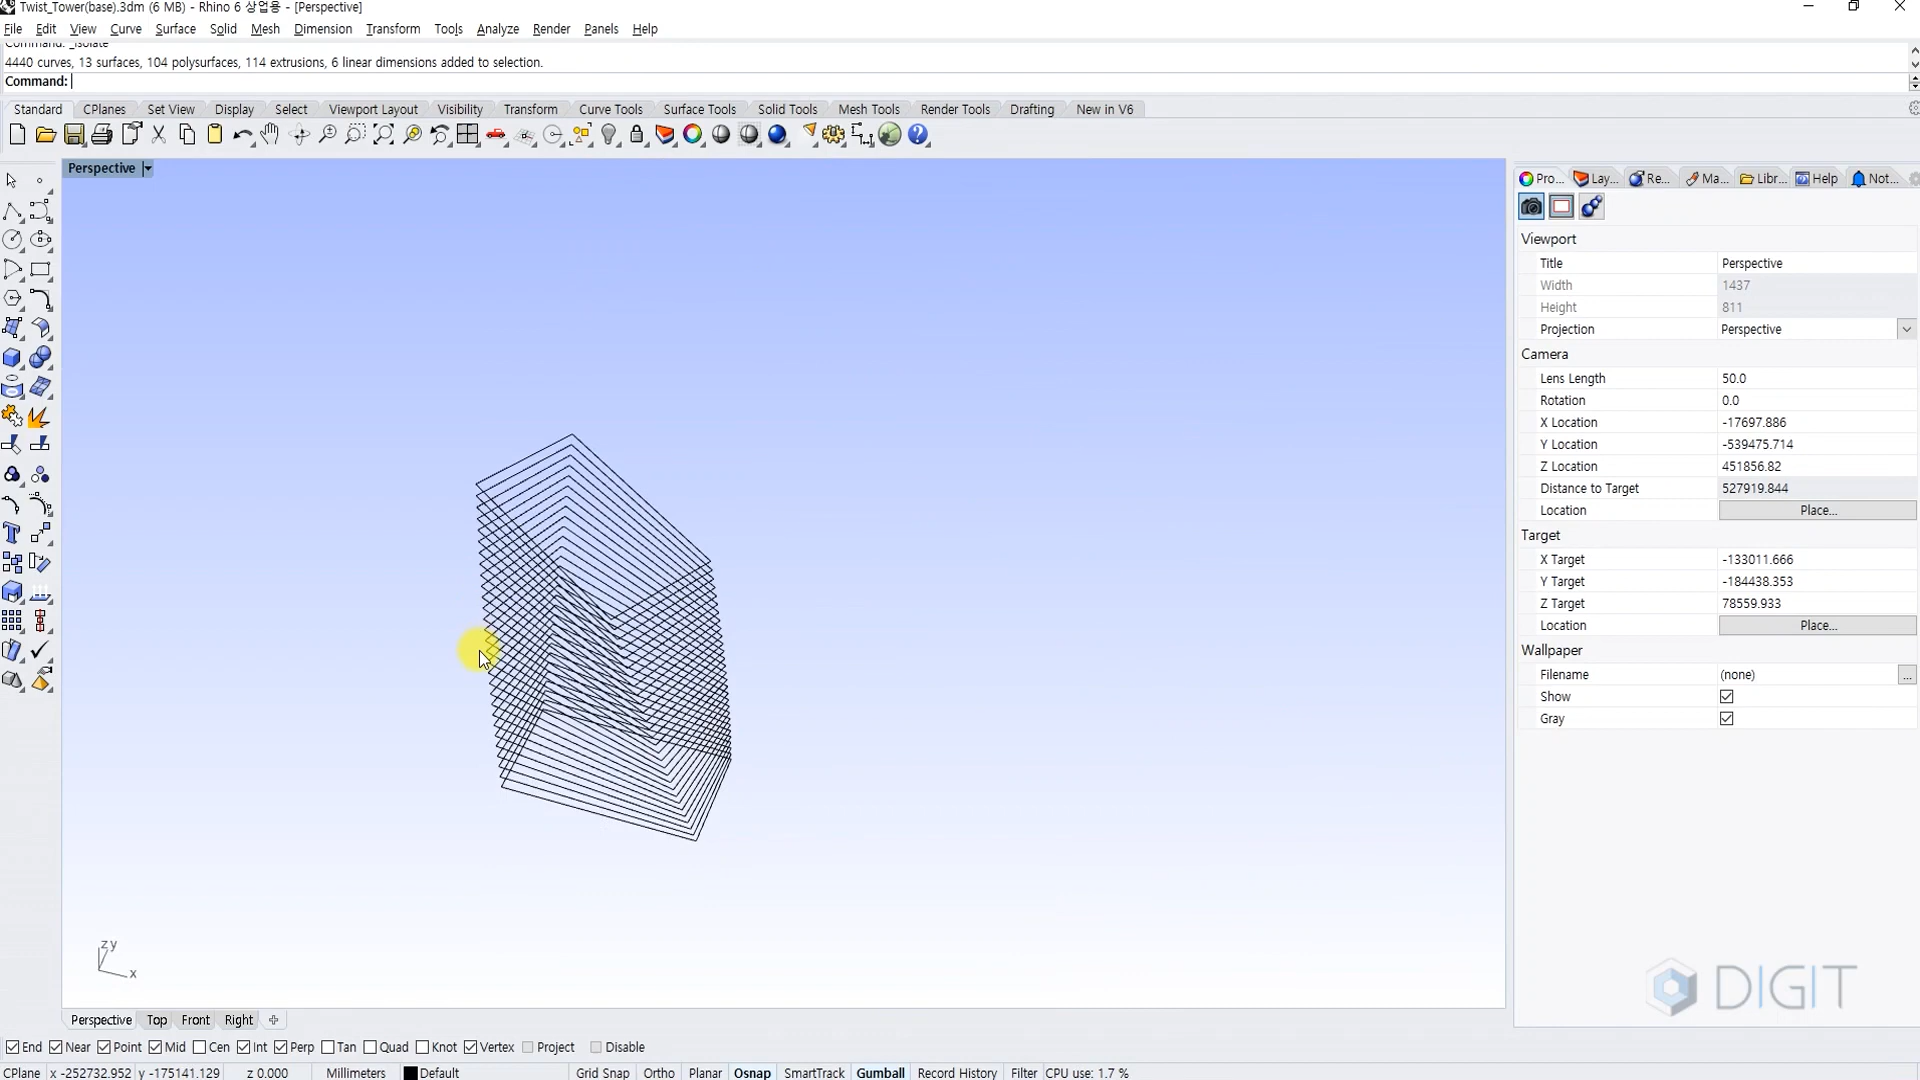 Twist_Tower(base).3dm (6 MB) - Rhino 6 상업용 - [Perspective]
File Edit View Curve Surface Solid Mesh Dimension Transform Tools Analyze Render Panels Help
Command: _Isolate
4440 curves, 13 surfaces, 104 polysurfaces, 114 extrusions, 6 linear dimensions added to selection.
Command:
Standard CPlanes Set View Display Select Viewport Layout Visibility Transform Curve Tools Surface Tools Solid Tools Mesh Tools Render Tools Drafting New in V6
Perspective
Pro... Lay... Re... Ma... Libr... Help Not...
Viewport
Title Perspective
Width 1437
Height 811
Projection Perspective
Camera
Lens Length 50.0
Rotation 0.0
X Location -17697.886
Y Location -539475.714
Z Location 451856.82
Distance to Target 527919.844
Location Place...
Target
X Target -133011.666
Y Target -184438.353
Z Target 78559.933
Location Place...
Wallpaper
Filename (none) ...
Show
Gray
z y
x
DIGIT
Perspective Top Front Right
End Near Point Mid Cen Int Perp Tan Quad Knot Vertex Project Disable
CPlane x -252732.952 y -175141.129 z 0.000 Millimeters Default Grid Snap Ortho Planar Osnap SmartTrack Gumball Record History Filter CPU use: 1.7 %